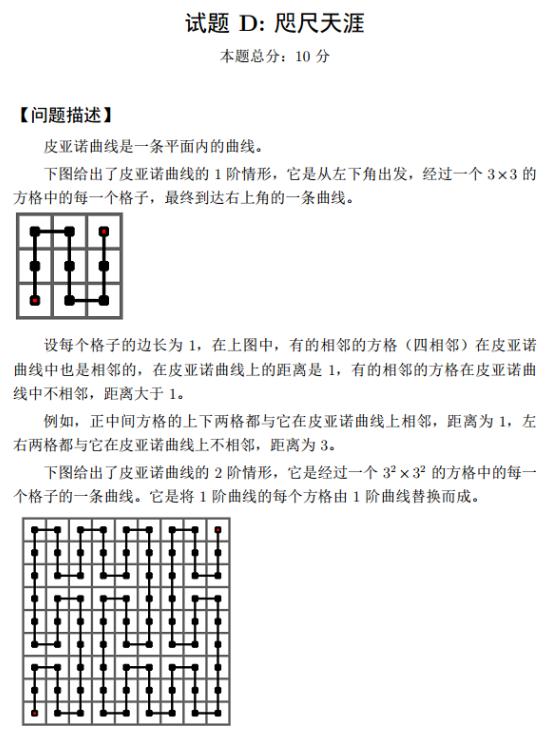 试题 D: 咫尺天涯
本题总分：10 分
【问题描述】
皮亚诺曲线是一条平面内的曲线。
下图给出了皮亚诺曲线的 1 阶情形，它是从左下角出发，经过一个 3×3 的
方格中的每一个格子，最终到达右上角的一条曲线。
设每个格子的边长为 1，在上图中，有的相邻的方格（四相邻）在皮亚诺
曲线中也是相邻的，在皮亚诺曲线上的距离是 1，有的相邻的方格在皮亚诺曲
线中不相邻，距离大于 1。
例如，正中间方格的上下两格都与它在皮亚诺曲线上相邻，距离为 1，左
右两格都与它在皮亚诺曲线上不相邻，距离为 3。
下图给出了皮亚诺曲线的 2 阶情形，它是经过一个 3² × 3² 的方格中的每一
个格子的一条曲线。它是将 1 阶曲线的每个方格由 1 阶曲线替换而成。